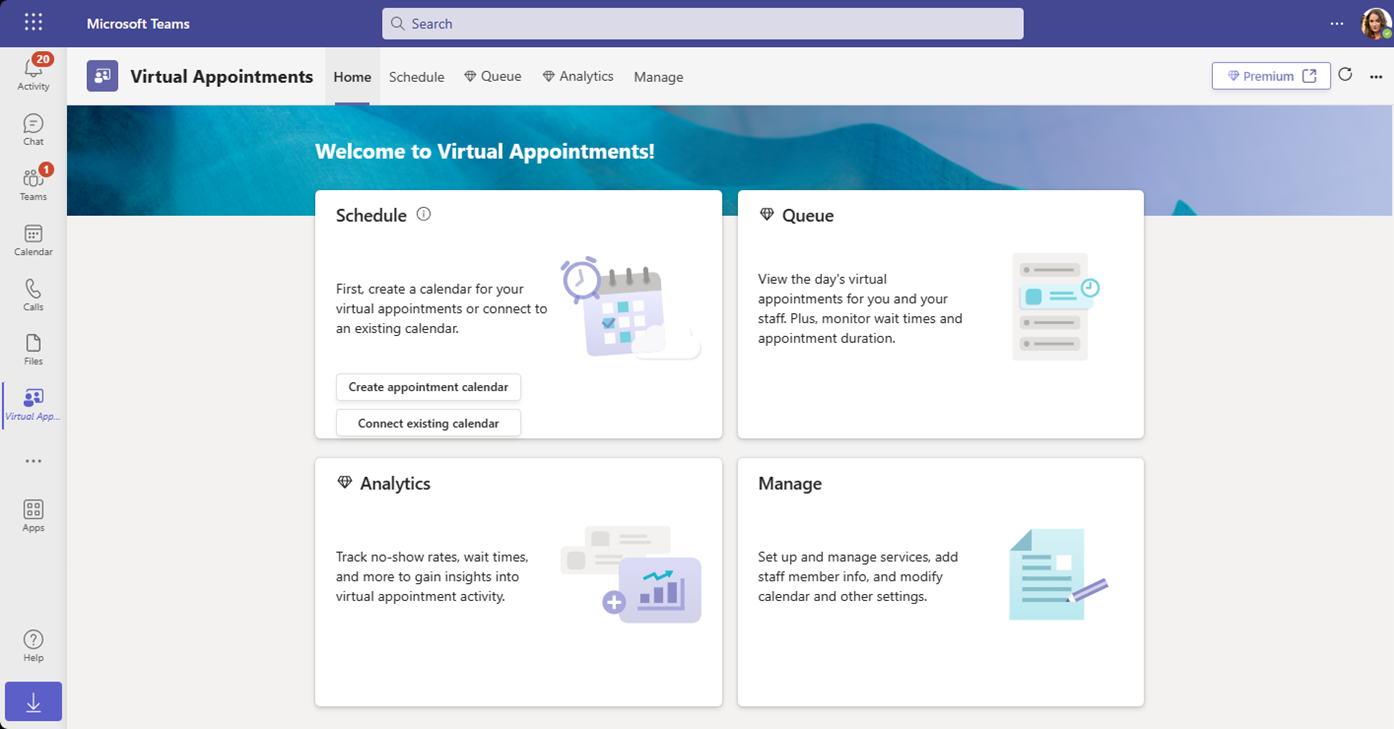 Microsoft Teams
Search
20
Activity
Chat
1
Teams
Calendar
Calls
Files
Virtual App...
Apps
Help
Virtual Appointments
Home
Schedule
Queue
Analytics
Manage
Premium
Welcome to Virtual Appointments!
Schedule
First, create a calendar for your
virtual appointments or connect to
an existing calendar.
Create appointment calendar
Connect existing calendar
Queue
View the day's virtual
appointments for you and your
staff. Plus, monitor wait times and
appointment duration.
Analytics
Track no-show rates, wait times,
and more to gain insights into
virtual appointment activity.
Manage
Set up and manage services, add
staff member info, and modify
calendar and other settings.